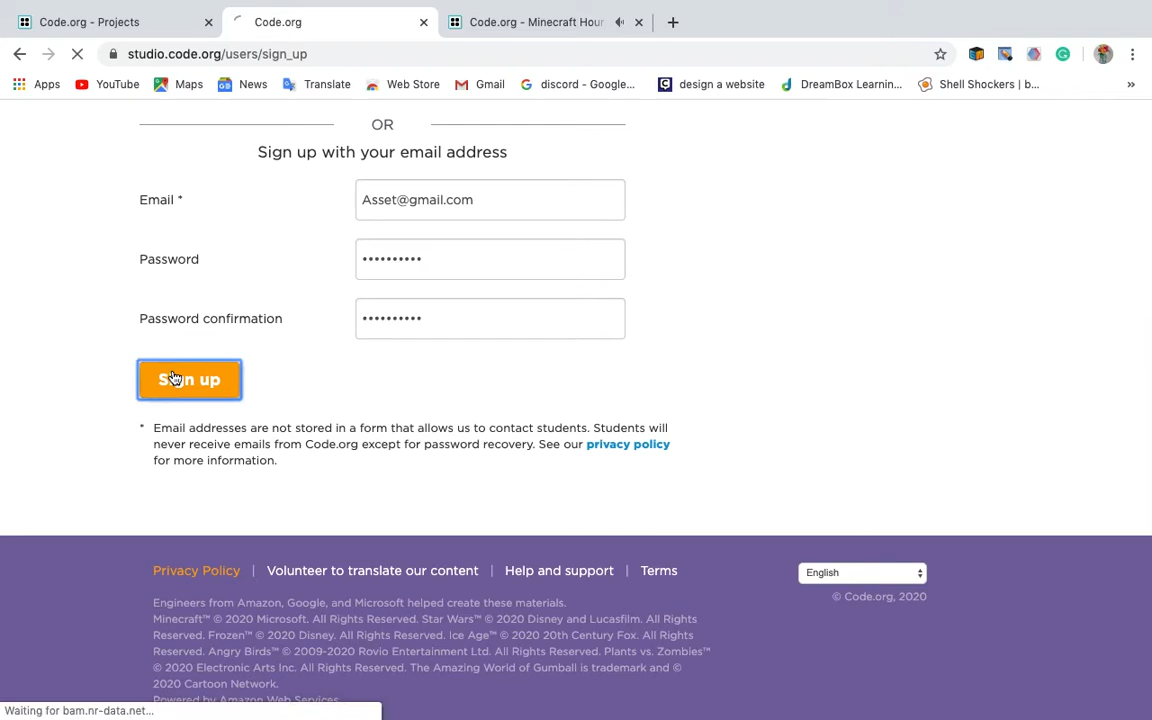 Code.org - Projects
Code.org
Code.org - Minecraft Hour
studio.code.org/users/sign_up
Apps
YouTube
Maps
News
Translate
Web Store
Gmail
discord - Google...
design a website
DreamBox Learnin...
Shell Shockers | b...
OR
Sign up with your email address
Email *
Asset@gmail.com
Password
••••••••••
Password confirmation
••••••••••
Sign up
* Email addresses are not stored in a form that allows us to contact students. Students will
never receive emails from Code.org except for password recovery. See our privacy policy
for more information.
Privacy Policy | Volunteer to translate our content | Help and support | Terms
English
© Code.org, 2020
Engineers from Amazon, Google, and Microsoft helped create these materials.
Minecraft™ © 2020 Microsoft. All Rights Reserved. Star Wars™ © 2020 Disney and Lucasfilm. All Rights
Reserved. Frozen™ © 2020 Disney. All Rights Reserved. Ice Age™ © 2020 20th Century Fox. All Rights
Reserved. Angry Birds™ © 2009-2020 Rovio Entertainment Ltd. All Rights Reserved. Plants vs. Zombies™
© 2020 Electronic Arts Inc. All Rights Reserved. The Amazing World of Gumball is trademark and ©
2020 Cartoon Network.
Powered by Amazon Web Services
Waiting for bam.nr-data.net...